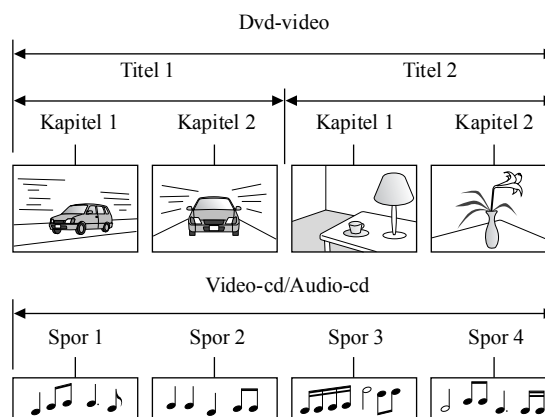 Dvd-video
Titel 1 Titel 2
Kapitel 1 Kapitel 2 Kapitel 1 Kapitel 2
Video-cd/Audio-cd
Spor 1 Spor 2 Spor 3 Spor 4